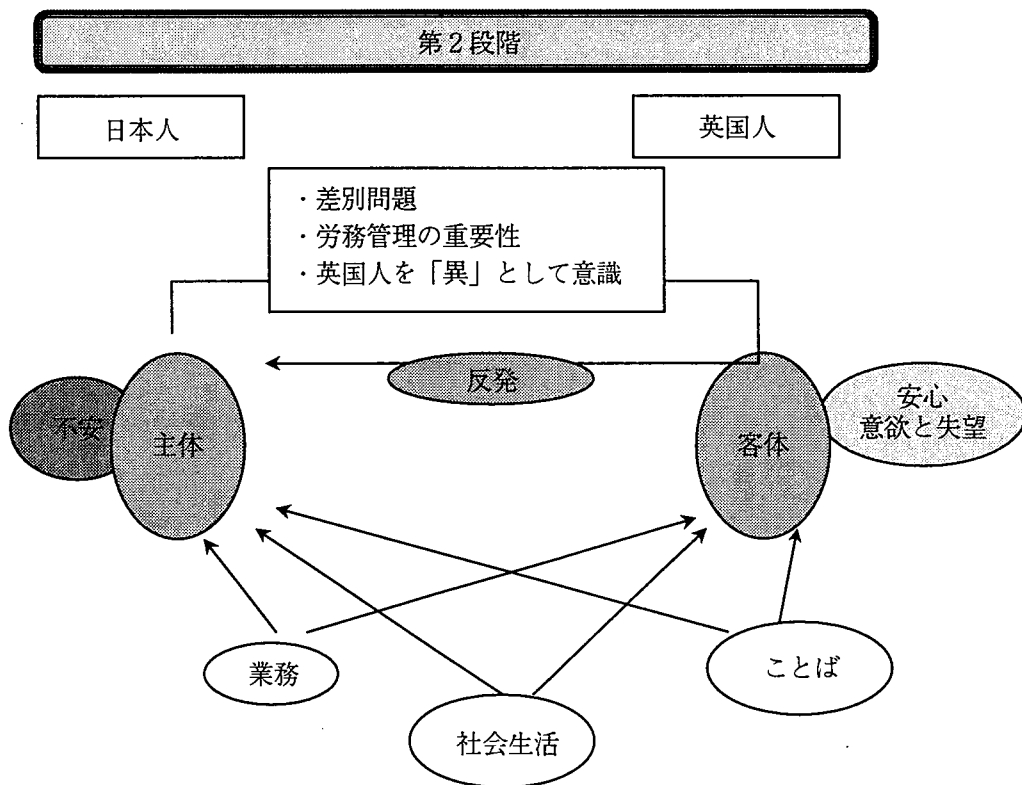 第2段階
日本人
英国人
・差別問題
・労務管理の重要性
・英国人を「異」として意識
反発
不安
主体
客体
安心
意欲と失望
業務
社会生活
ことば